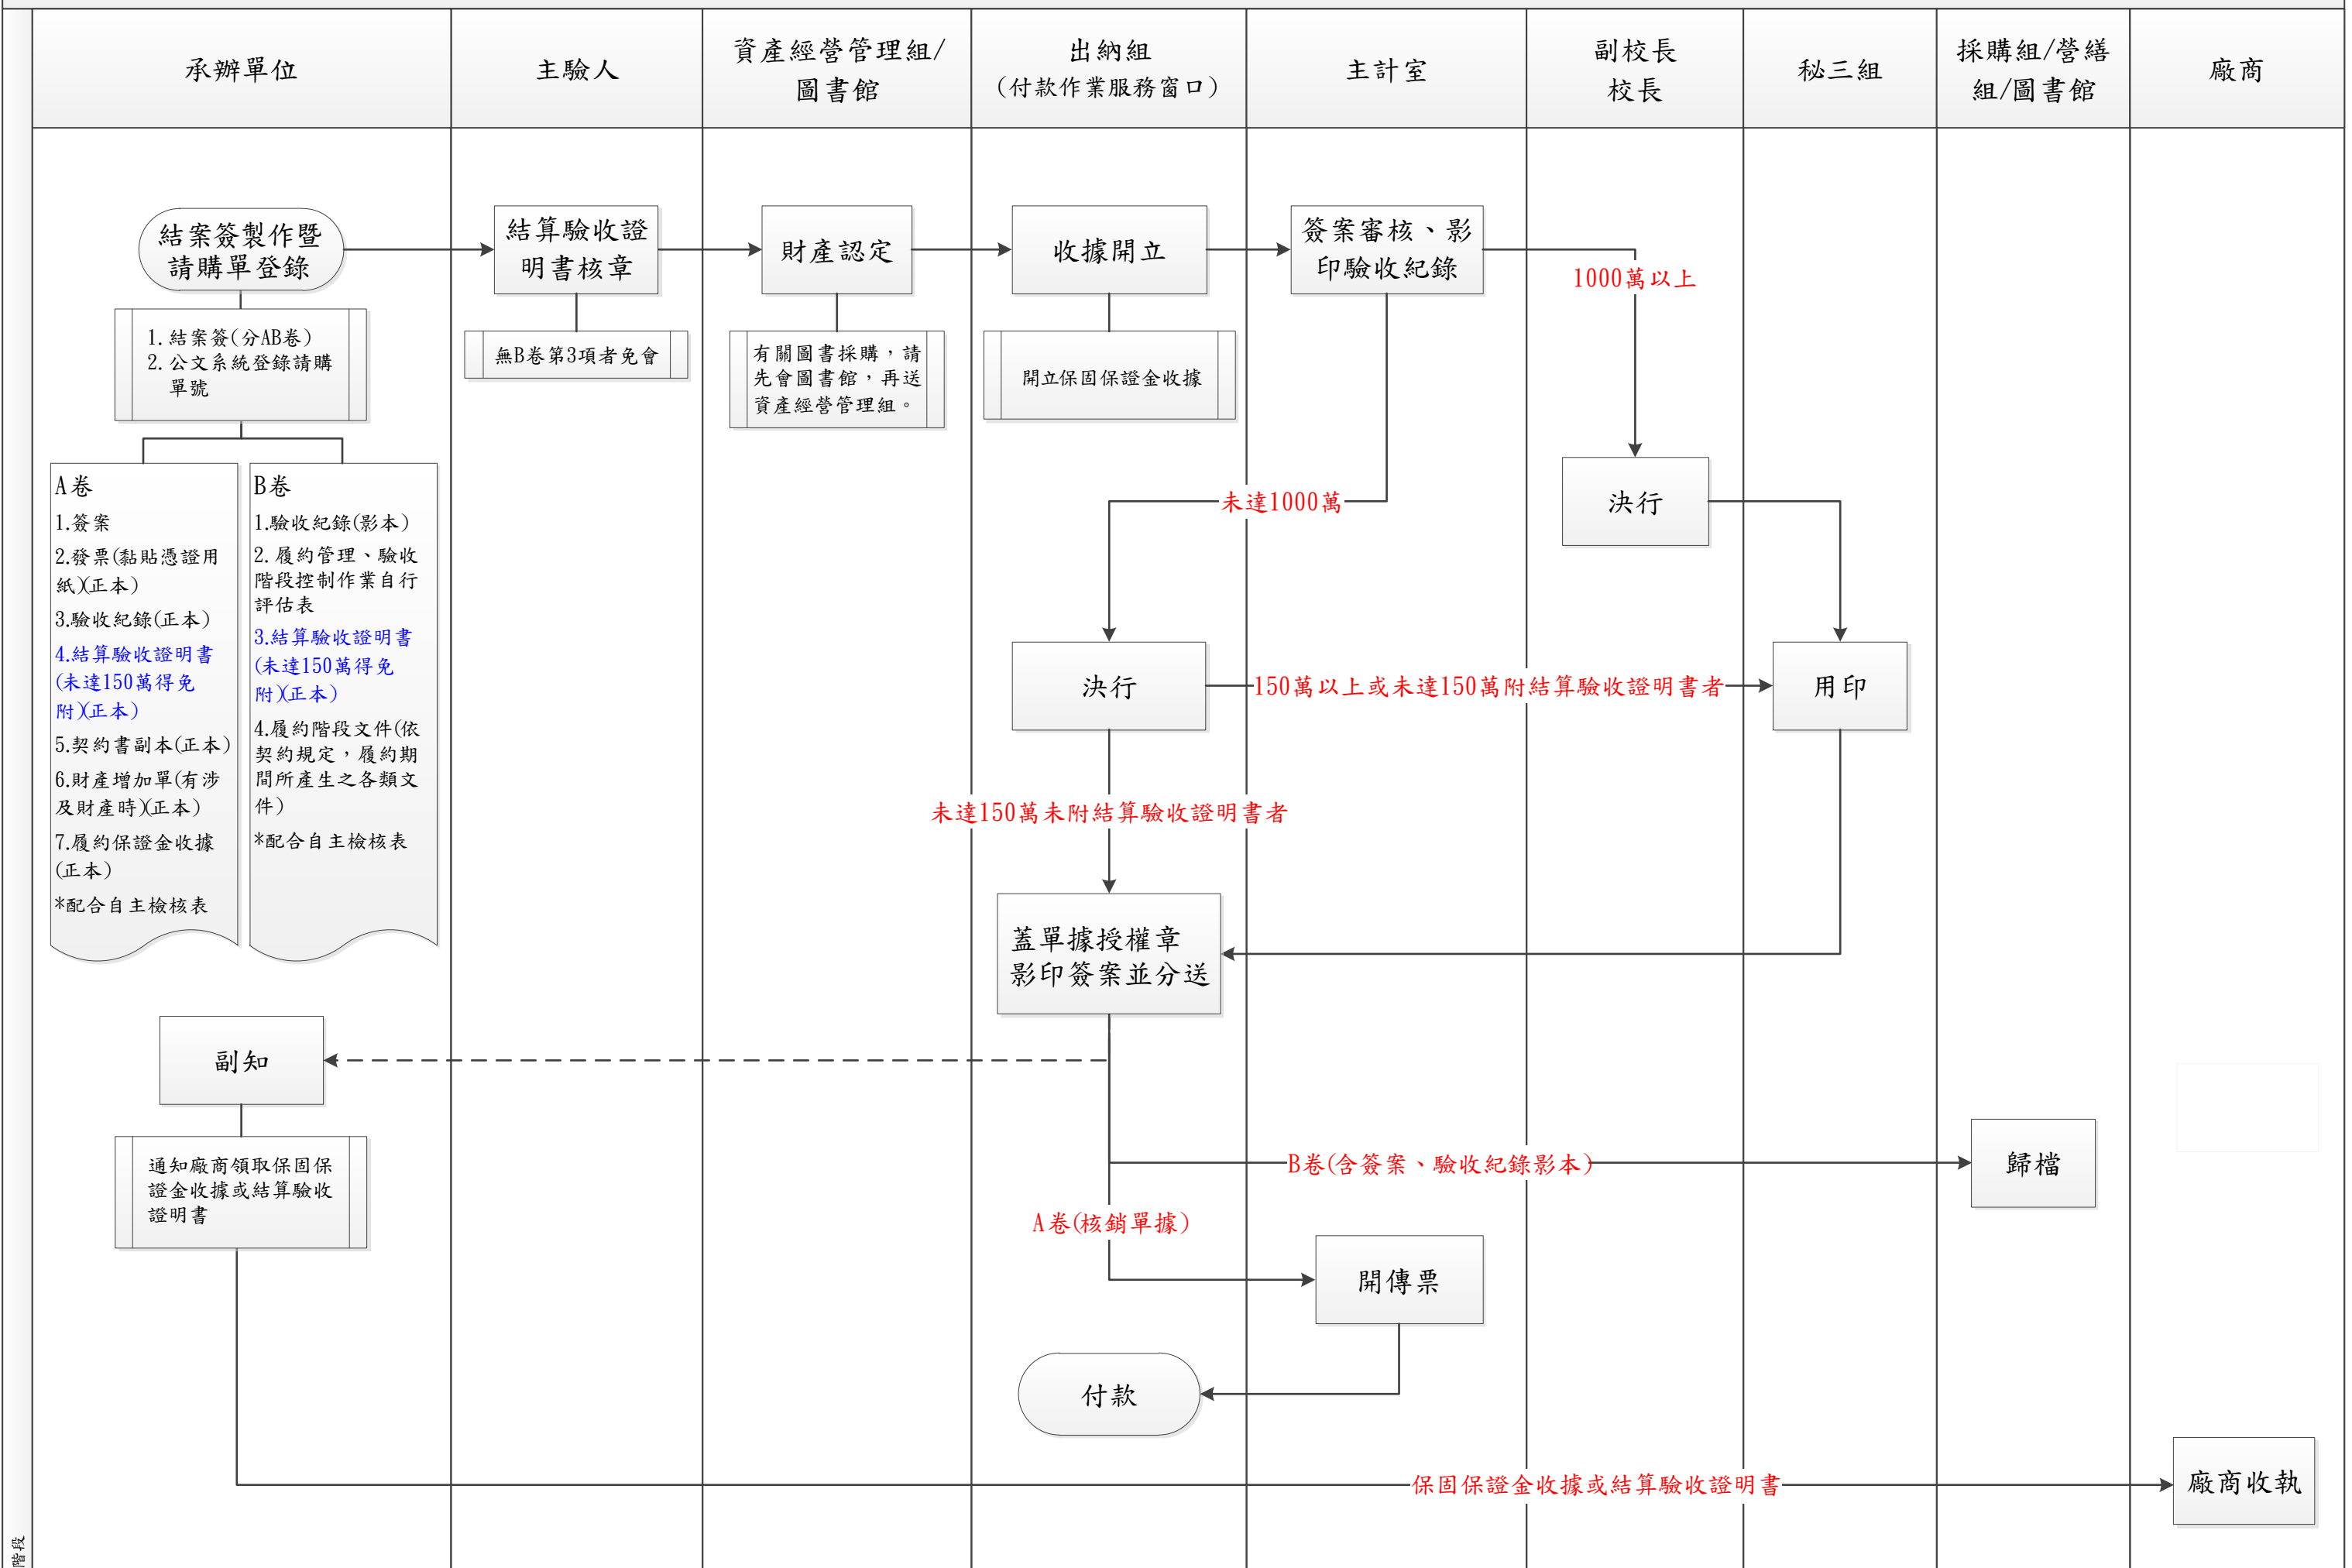 承辦單位
主驗人
資產經營管理組/
圖書館
出納組
(付款作業服務窗口)
主計室
副校長
校長
秘三組
採購組/營繕
組/圖書館
廠商
結案簽製作暨
請購單登錄
結算驗收證
明書核章
財產認定
收據開立
簽案審核、影
印驗收紀錄
1000萬以上
1. 結案簽(分AB卷)
2. 公文系統登錄請購
單號
無B卷第3項者免會
有關圖書採購，請
先會圖書館，再送
資產經營管理組。
開立保固保證金收據
A卷
1.簽案
2.發票(黏貼憑證用
紙)(正本)
3.驗收紀錄(正本)
4.結算驗收證明書
(未達150萬得免
附)(正本)
5.契約書副本(正本)
6.財產增加單(有涉
及財產時)(正本)
7.履約保證金收據
(正本)
*配合自主檢核表
B卷
1.驗收紀錄(影本)
2. 履約管理、驗收
階段控制作業自行
評估表
3.結算驗收證明書
(未達150萬得免
附)(正本)
4.履約階段文件(依
契約規定，履約期
間所產生之各類文
件)
*配合自主檢核表
未達1000萬
決行
決行
150萬以上或未達150萬附結算驗收證明書者
用印
未達150萬未附結算驗收證明書者
蓋單據授權章
影印簽案並分送
副知
通知廠商領取保固保
證金收據或結算驗收
證明書
B卷(含簽案、驗收紀錄影本)
歸檔
A卷(核銷單據)
開傳票
付款
保固保證金收據或結算驗收證明書
廠商收執
階段